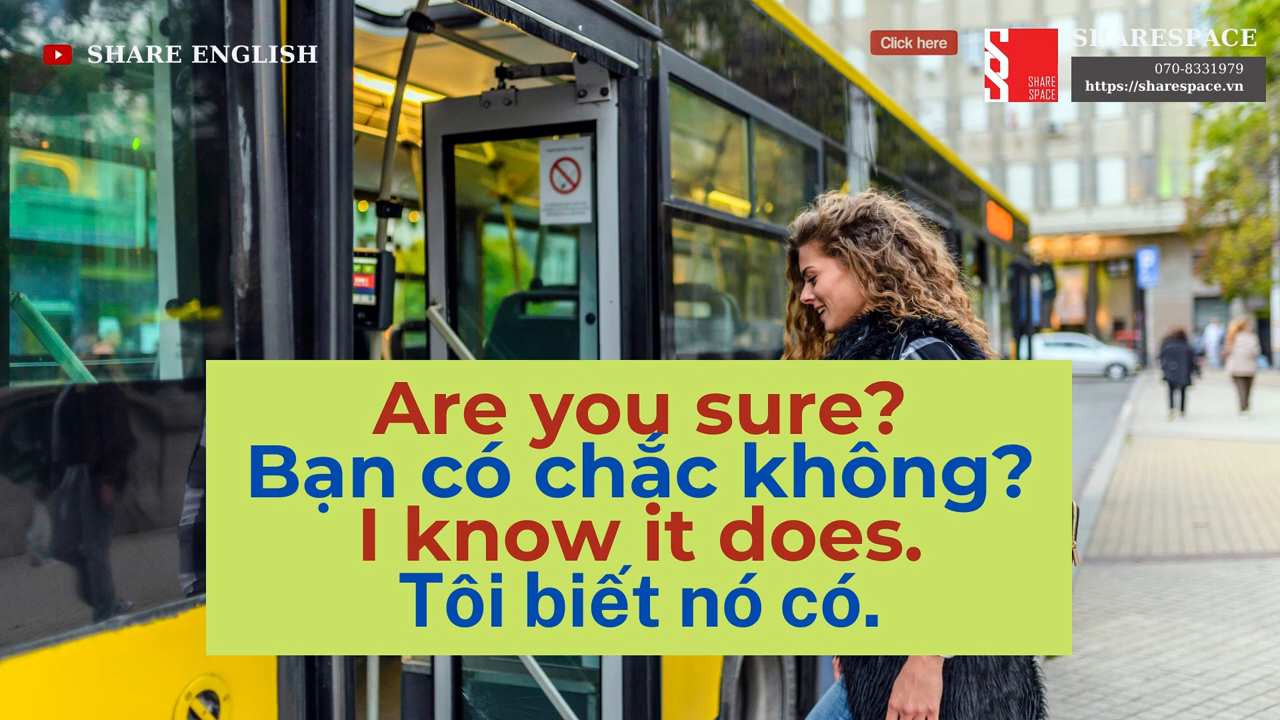 SHARE ENGLISH
Click here
SHARE
SPACE
SHARESPACE
070-8331979
https://sharespace.vn
Are you sure?
Bạn có chắc không?
I know it does.
Tôi biết nó có.